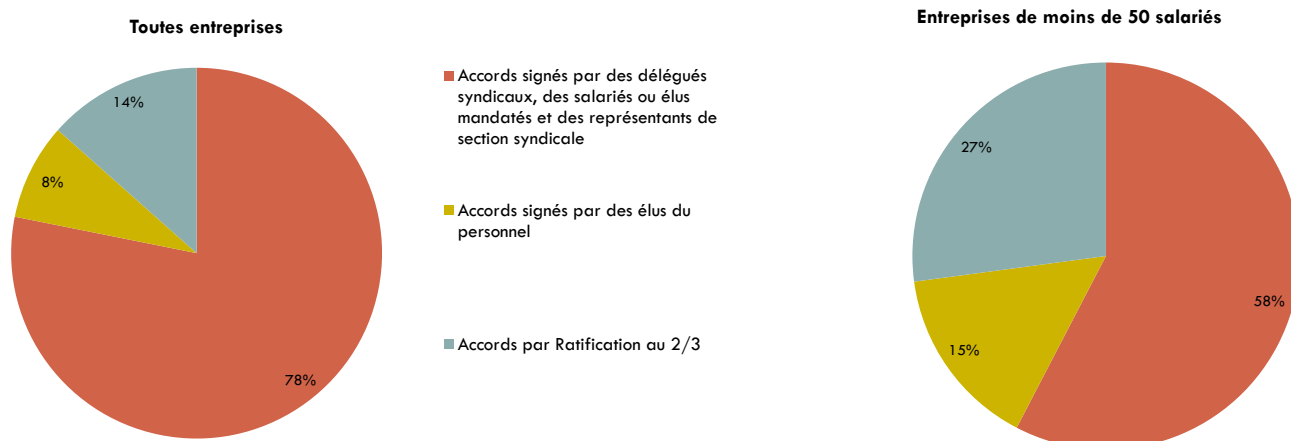 Toutes entreprises
14%
8%
78%
Accords signés par des délégués
syndicaux, des salariés ou élus
mandatés et des représentants de
section syndicale
Accords signés par des élus du
personnel
Accords par Ratification au 2/3
Entreprises de moins de 50 salariés
27%
15%
58%